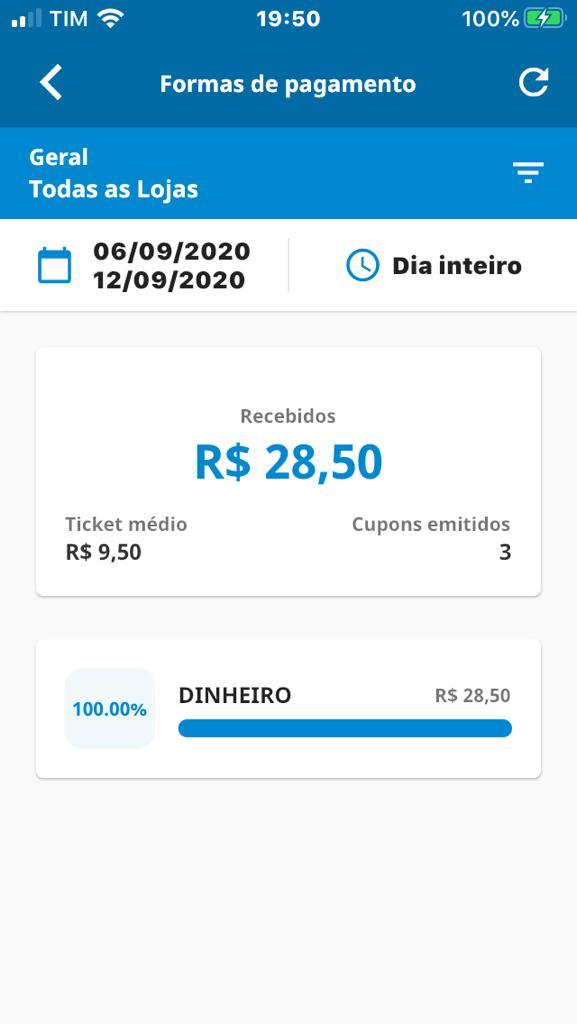 TIM 19:50 100%
Formas de pagamento
Geral
Todas as Lojas
06/09/2020
12/09/2020
Dia inteiro
Recebidos
R$ 28,50
Ticket médio Cupons emitidos
R$ 9,50 3
100.00% DINHEIRO R$ 28,50